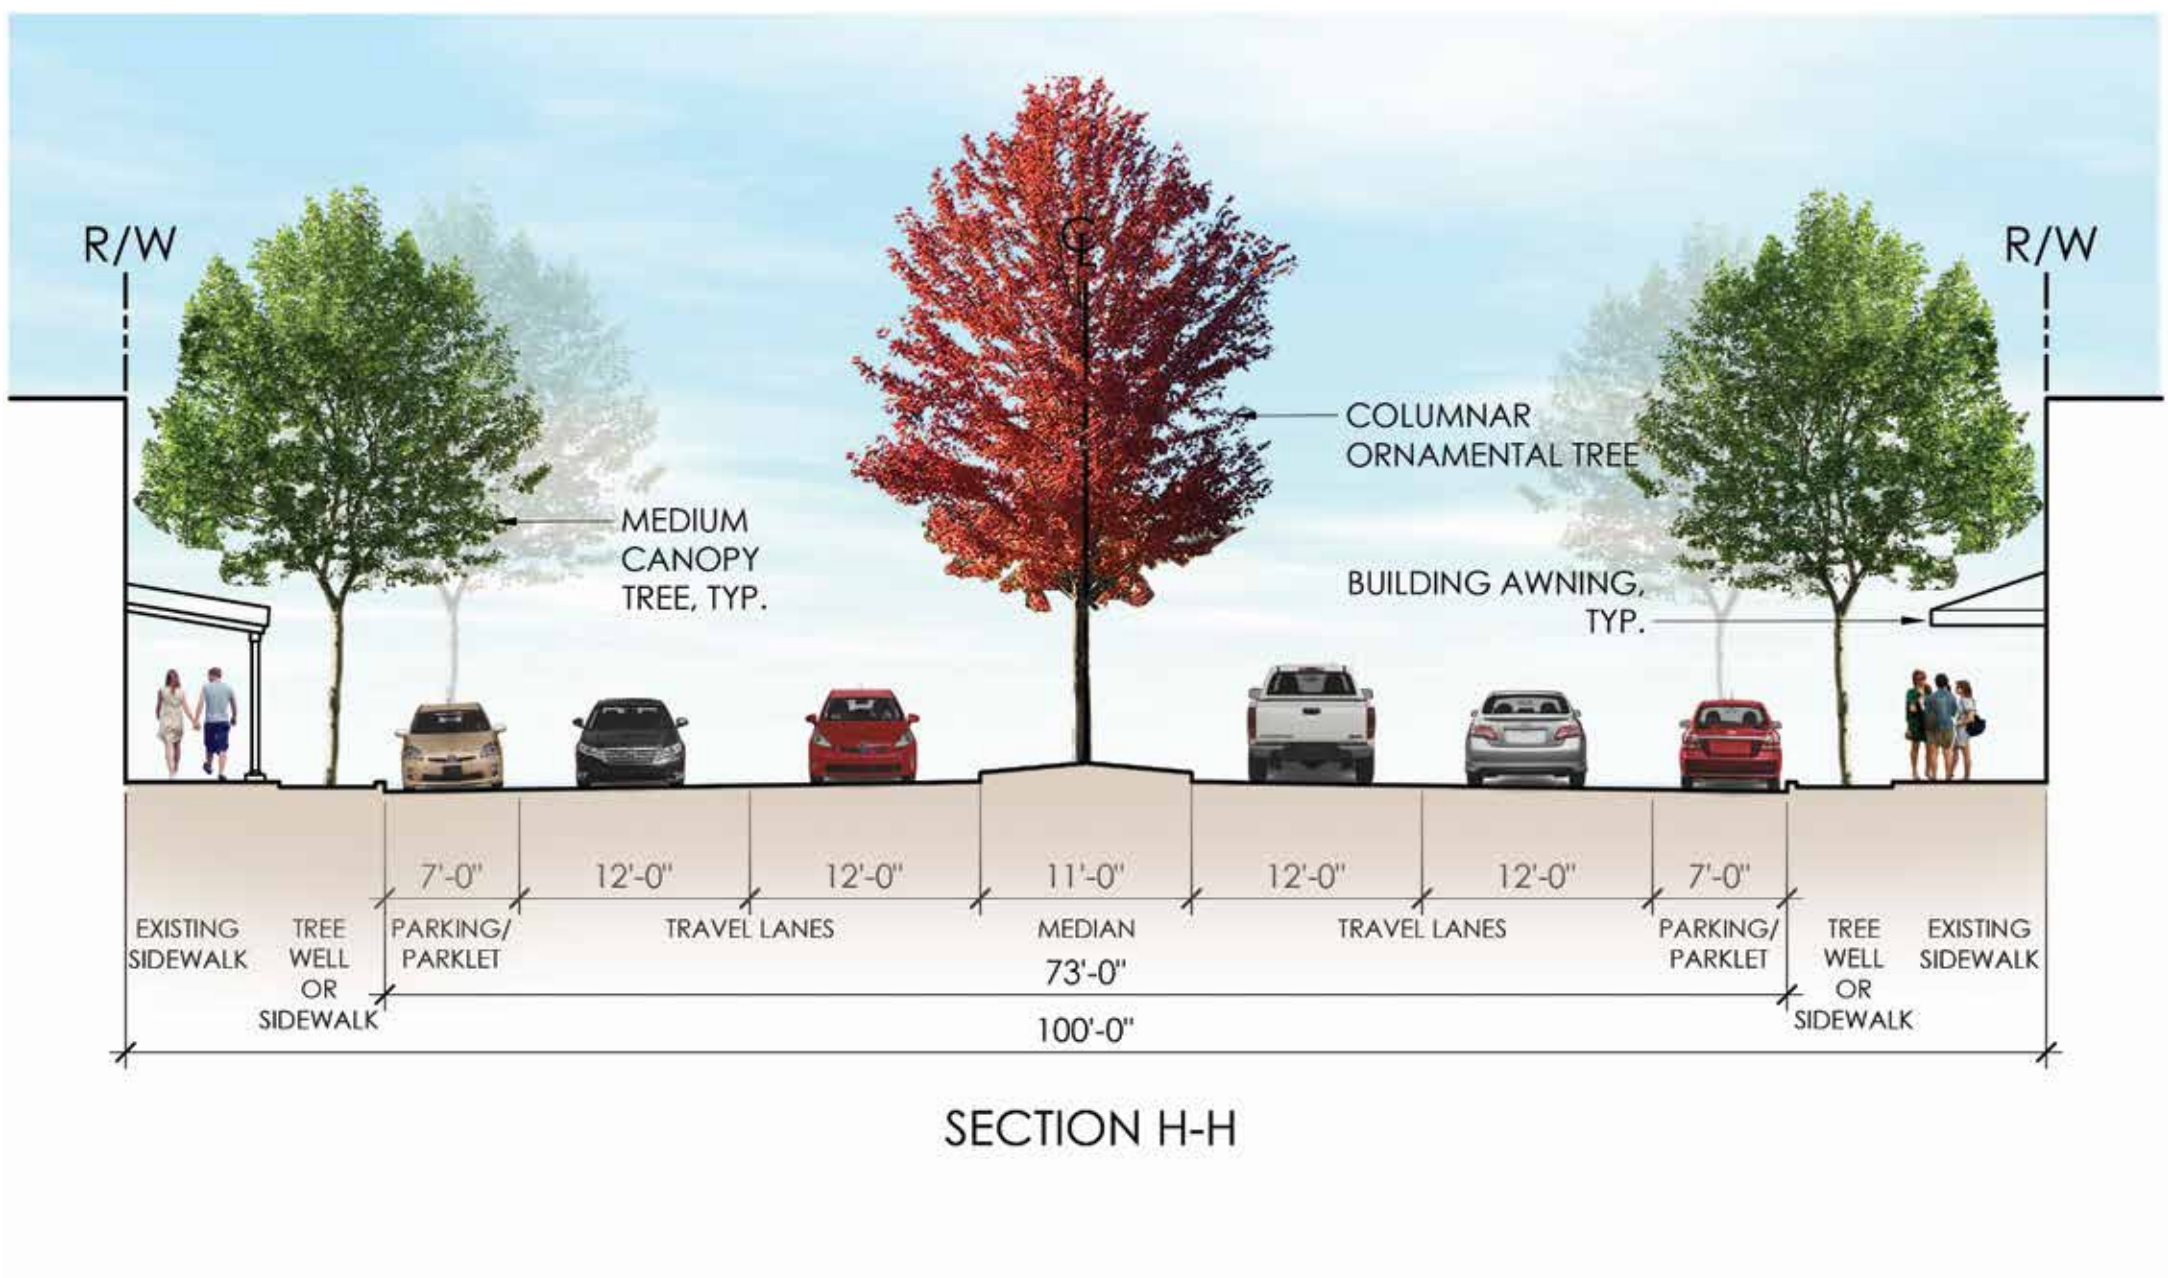 R/W
R/W
COLUMNAR
ORNAMENTAL TREE
MEDIUM
CANOPY
TREE, TYP.
BUILDING AWNING,
TYP.
7'-0"
12'-0"
12'-0"
11'-0"
12'-0"
12'-0"
7'-0"
EXISTING
SIDEWALK
TREE
WELL
OR
SIDEWALK
PARKING/
PARKLET
TRAVEL LANES
MEDIAN
TRAVEL LANES
PARKING/
PARKLET
TREE
WELL
OR
SIDEWALK
EXISTING
SIDEWALK
73'-0"
100'-0"
SECTION H-H